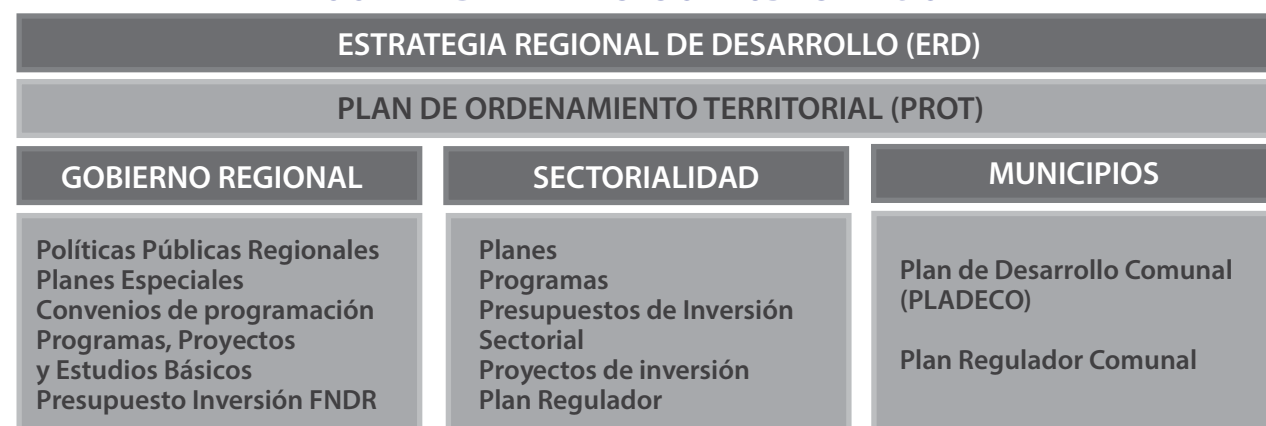 ESTRATEGIA REGIONAL DE DESARROLLO (ERD)
PLAN DE ORDENAMIENTO TERRITORIAL (PROT)
GOBIERNO REGIONAL
Políticas Públicas Regionales
Planes Especiales
Convenios de programación
Programas, Proyectos
y Estudios Básicos
Presupuesto Inversión FNDR
SECTORIALIDAD
Planes
Programas
Presupuestos de Inversión
Sectorial
Proyectos de inversión
Plan Regulador
MUNICIPIOS
Plan de Desarrollo Comunal
(PLADECO)
Plan Regulador Comunal